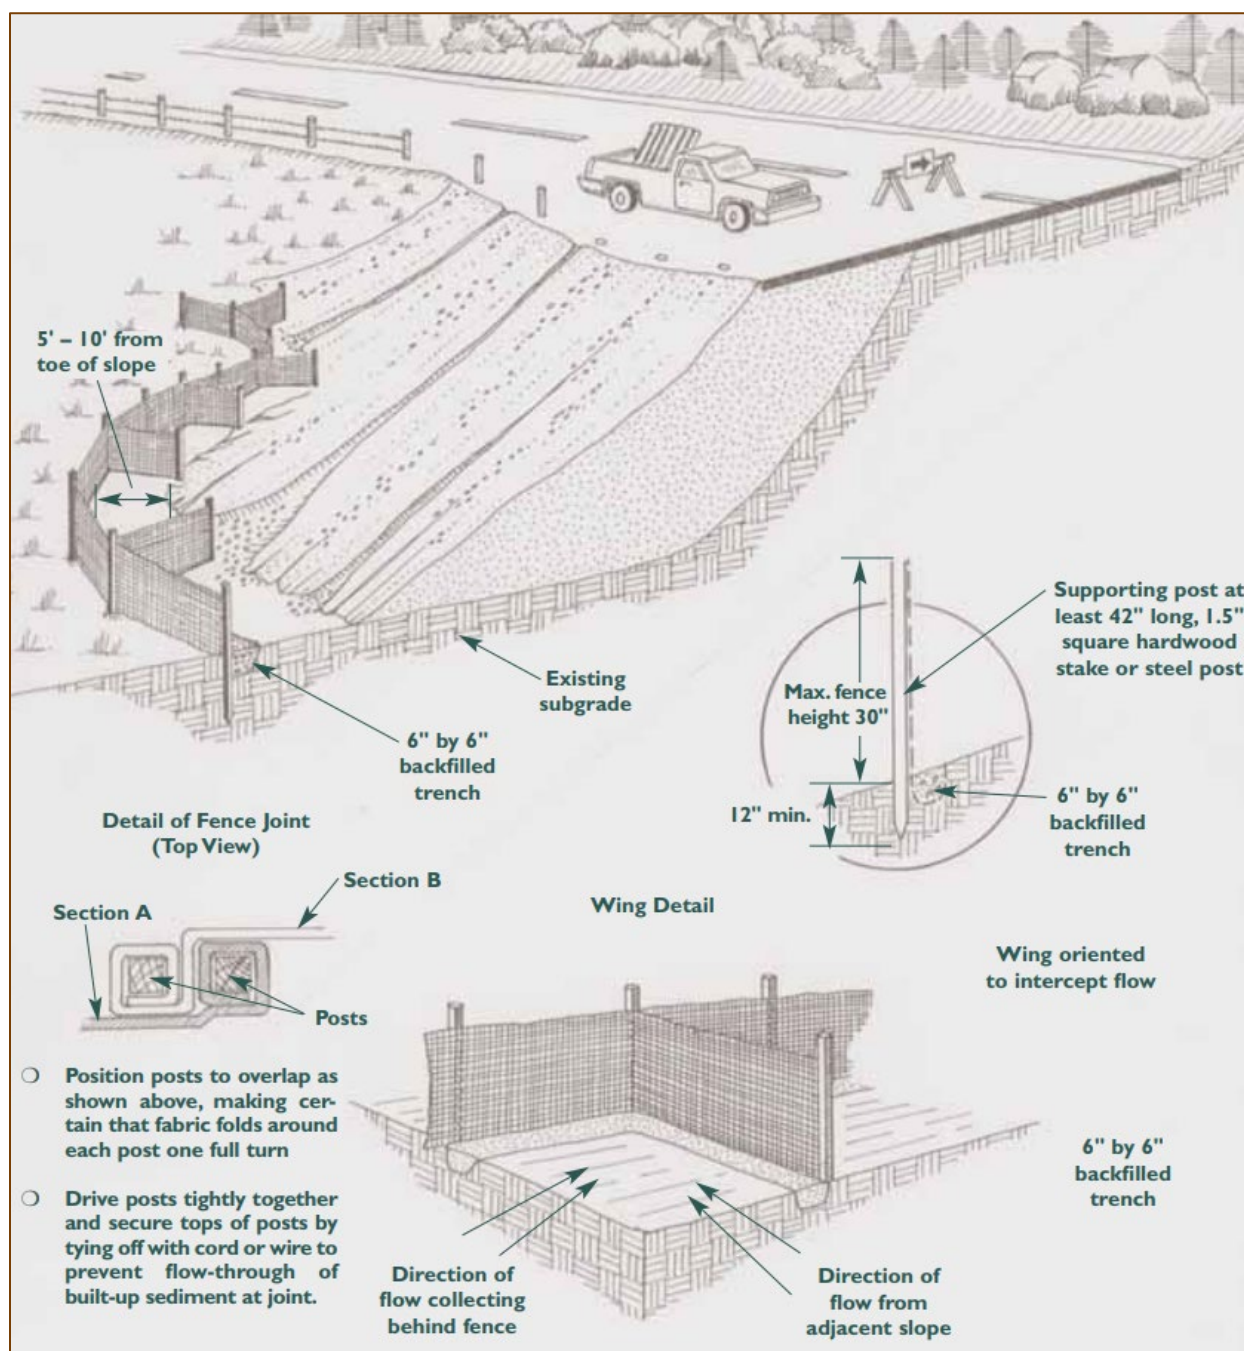 5' – 10' from
toe of slope
Existing
subgrade
6" by 6"
backfilled
trench
Supporting post at
least 42" long, 1.5"
square hardwood
stake or steel post
Max. fence
height 30"
12" min.
6" by 6"
backfilled
trench
Detail of Fence Joint
(Top View)
Section B
Section A
Posts
❍ Position posts to overlap as
shown above, making cer-
tain that fabric folds around
each post one full turn
❍ Drive posts tightly together
and secure tops of posts by
tying off with cord or wire to
prevent flow-through of
built-up sediment at joint.
Wing Detail
Wing oriented
to intercept flow
6" by 6"
backfilled
trench
Direction of
flow collecting
behind fence
Direction of
flow from
adjacent slope